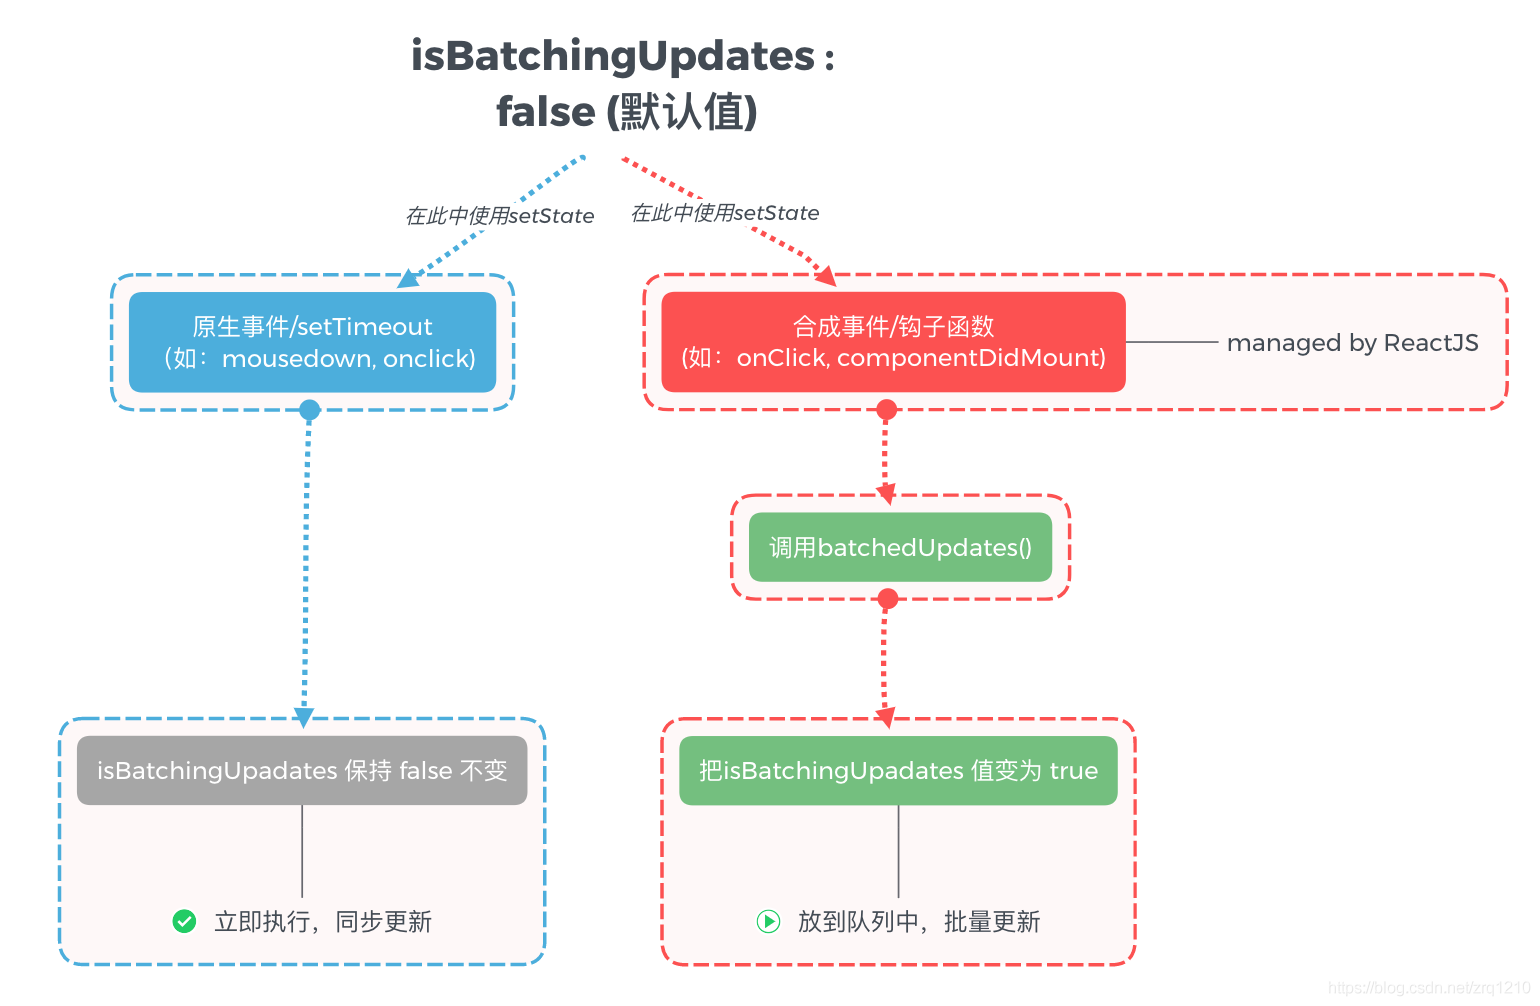 isBatchingUpdates :
false (默认值)
在此中使用setState
在此中使用setState
原生事件/setTimeout
（如：mousedown, onclick)
合成事件/钩子函数
(如：onClick, componentDidMount)
managed by ReactJS
调用batchedUpdates()
isBatchingUpadates 保持 false 不变
把isBatchingUpadates 值变为 true
立即执行，同步更新
放到队列中，批量更新
https://blog.csdn.net/zrq1210